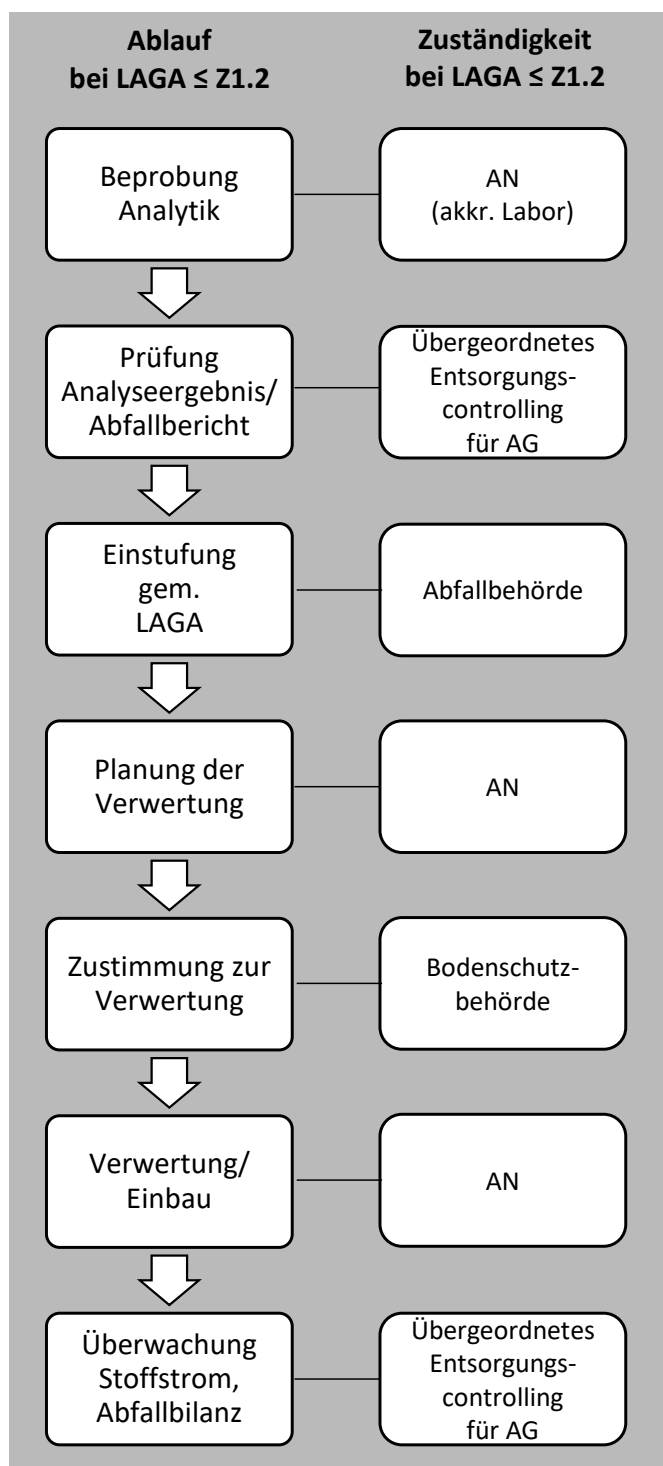 Ablauf
bei LAGA ≤ Z1.2
Zuständigkeit
bei LAGA ≤ Z1.2
Beprobung
Analytik
AN
(akkr. Labor)
Prüfung
Analyseergebnis/
Abfallbericht
Übergeordnetes
Entsorgungs-
controlling
für AG
Einstufung
gem.
LAGA
Abfallbehörde
Planung der
Verwertung
AN
Zustimmung zur
Verwertung
Bodenschutz-
behörde
Verwertung/
Einbau
AN
Überwachung
Stoffstrom,
Abfallbilanz
Übergeordnetes
Entsorgungs-
controlling
für AG